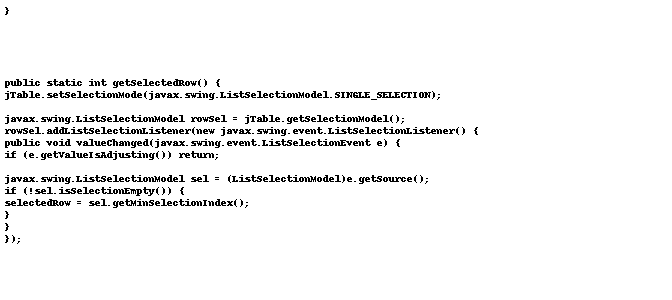 }
public static int getSelectedRow() {
jTable.setSelectionMode(javax.swing.ListSelectionModel.SINGLE_SELECTION);
javax.swing.ListSelectionModel rowSel = jTable.getSelectionModel();
rowSel.addListSelectionListener(new javax.swing.event.ListSelectionListener() {
public void valueChanged(javax.swing.event.ListSelectionEvent e) {
if (e.getValueIsAdjusting()) return;
javax.swing.ListSelectionModel sel = (ListSelectionModel)e.getSource();
if (!sel.isSelectionEmpty()) {
selectedRow = sel.getMinSelectionIndex();
}
}
});